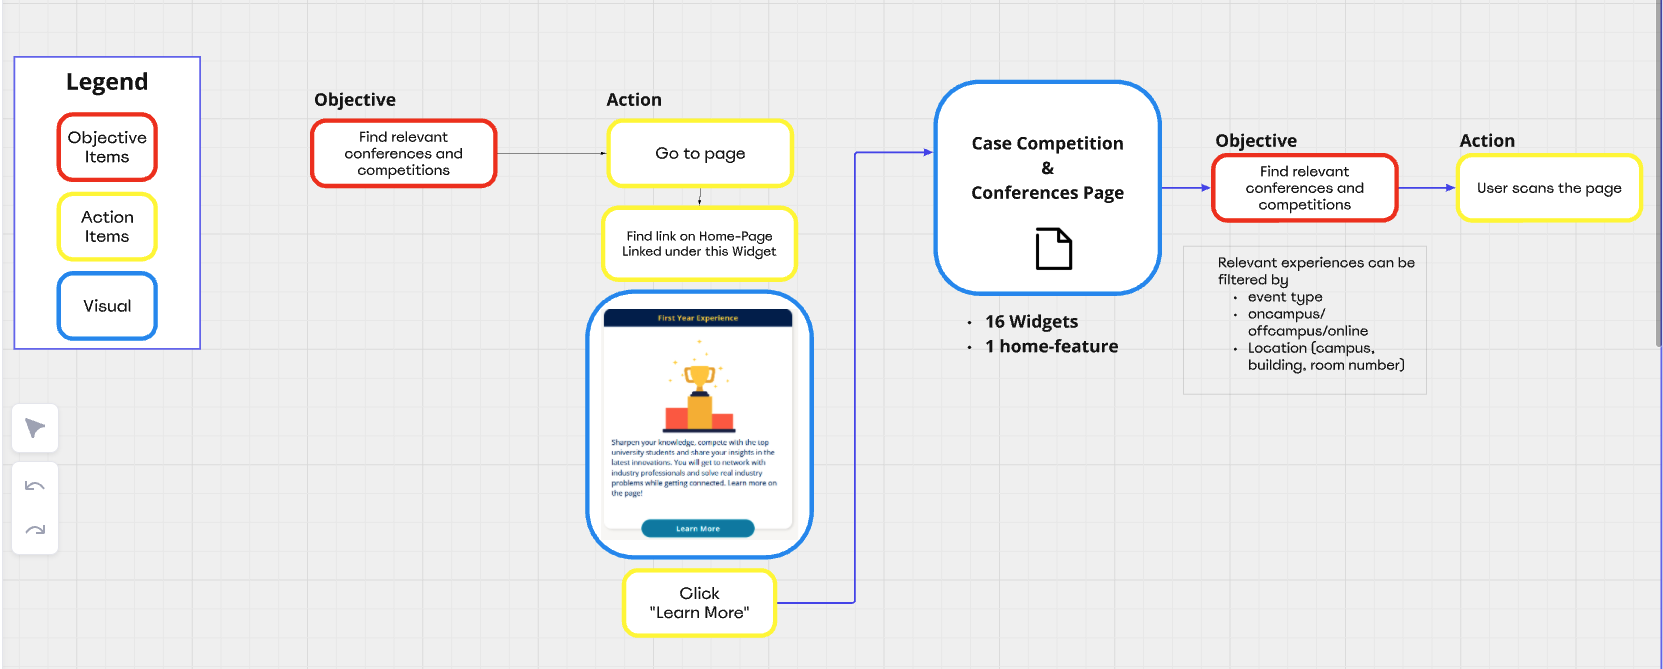 Legend
Objective
Items
Action
Items
Visual
Objective
Find relevant
conferences and
competitions
Action
Go to page
Find link on Home-Page
Linked under this Widget
First Year Experience
Sharpen your knowledge, compete with the top
university students and share your insights in the
latest innovations. You will get to network with
industry professionals and solve real industry
problems while getting connected. Learn more on
the page!
Learn More
Click
"Learn More"
Case Competition
&
Conferences Page
• 16 Widgets
• 1 home-feature
Objective
Find relevant
conferences and
competitions
Relevant experiences can be
filtered by
• event type
• oncampus/
offcampus/online
• Location (campus,
building, room number)
Action
User scans the page